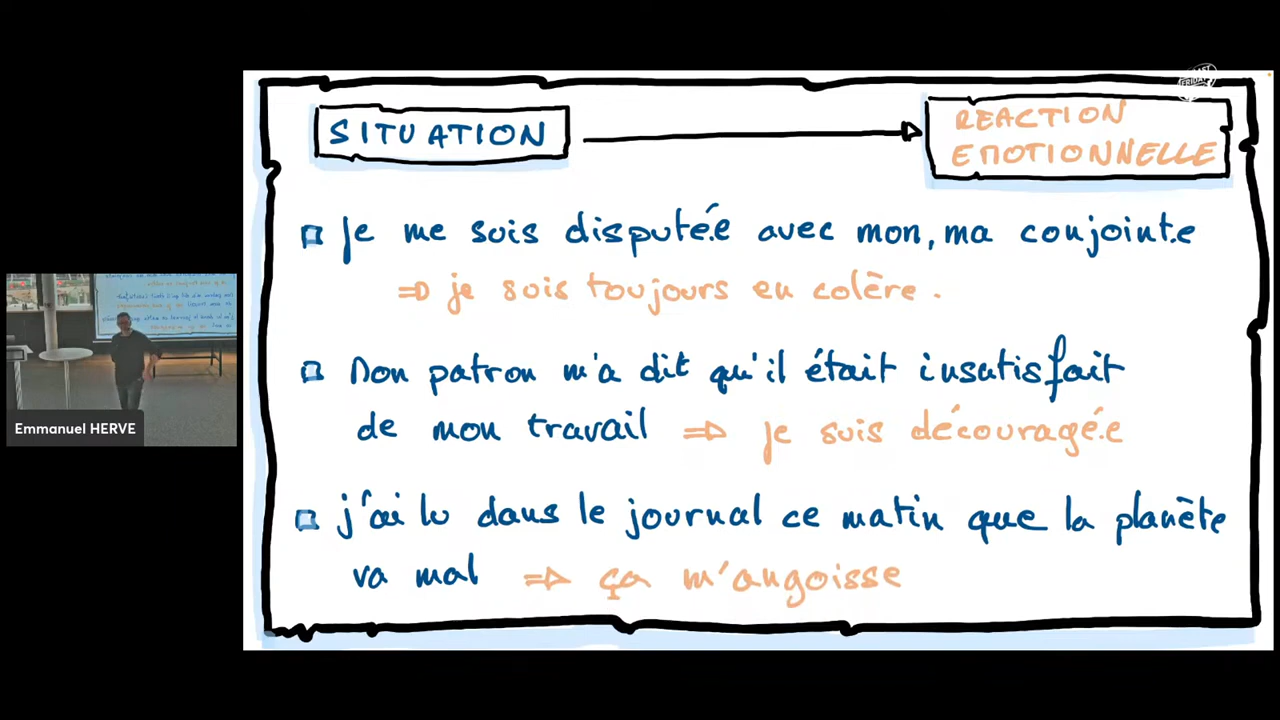 SITUATION
REACTION
EMOTIONNELLE
Je me suis disputé.e avec mon, ma conjoint.e
⇒ je suis toujours en colère.
Mon patron m'a dit qu'il était insatisfait
de mon travail ⇒ Je suis découragé.e
j'ai lu dans le journal ce matin que la planète
va mal ⇒ ça m'angoisse
Emmanuel HERVE